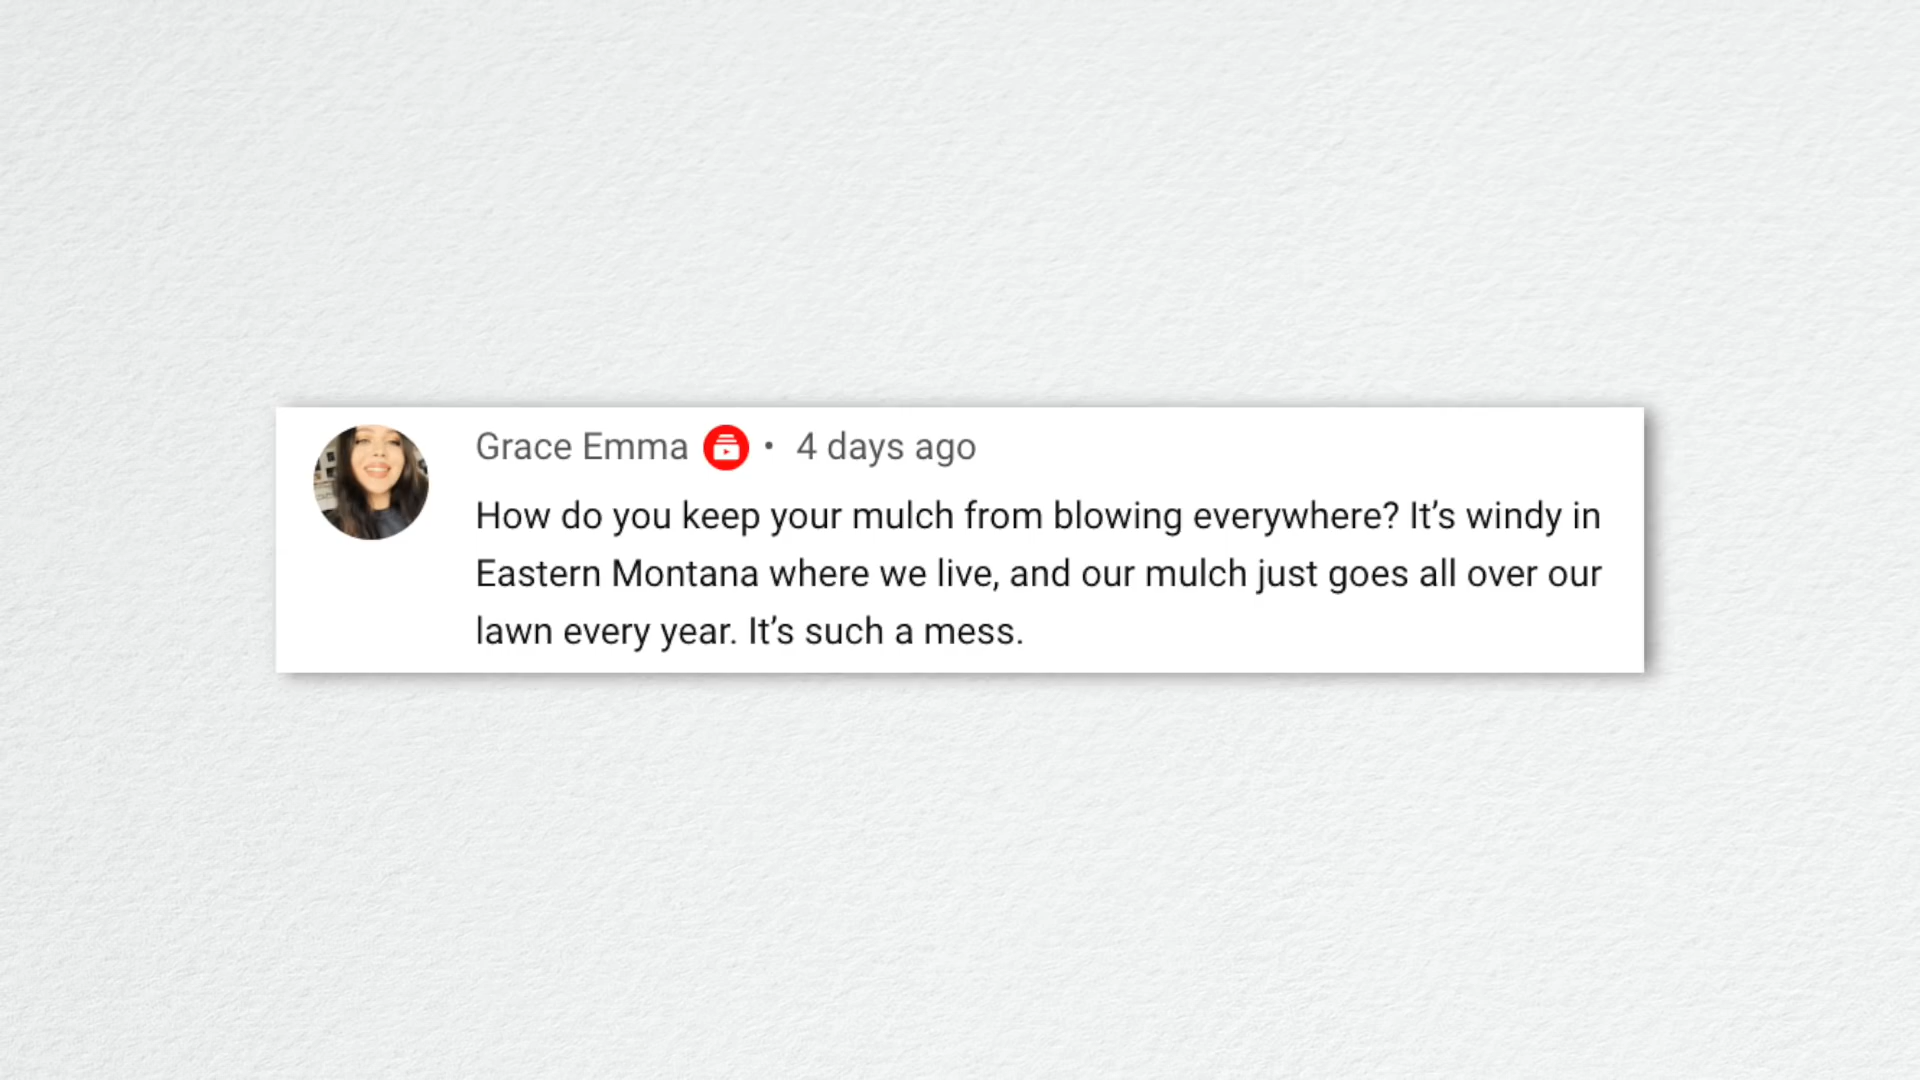 Grace Emma • 4 days ago
How do you keep your mulch from blowing everywhere? It’s windy in
Eastern Montana where we live, and our mulch just goes all over our
lawn every year. It’s such a mess.